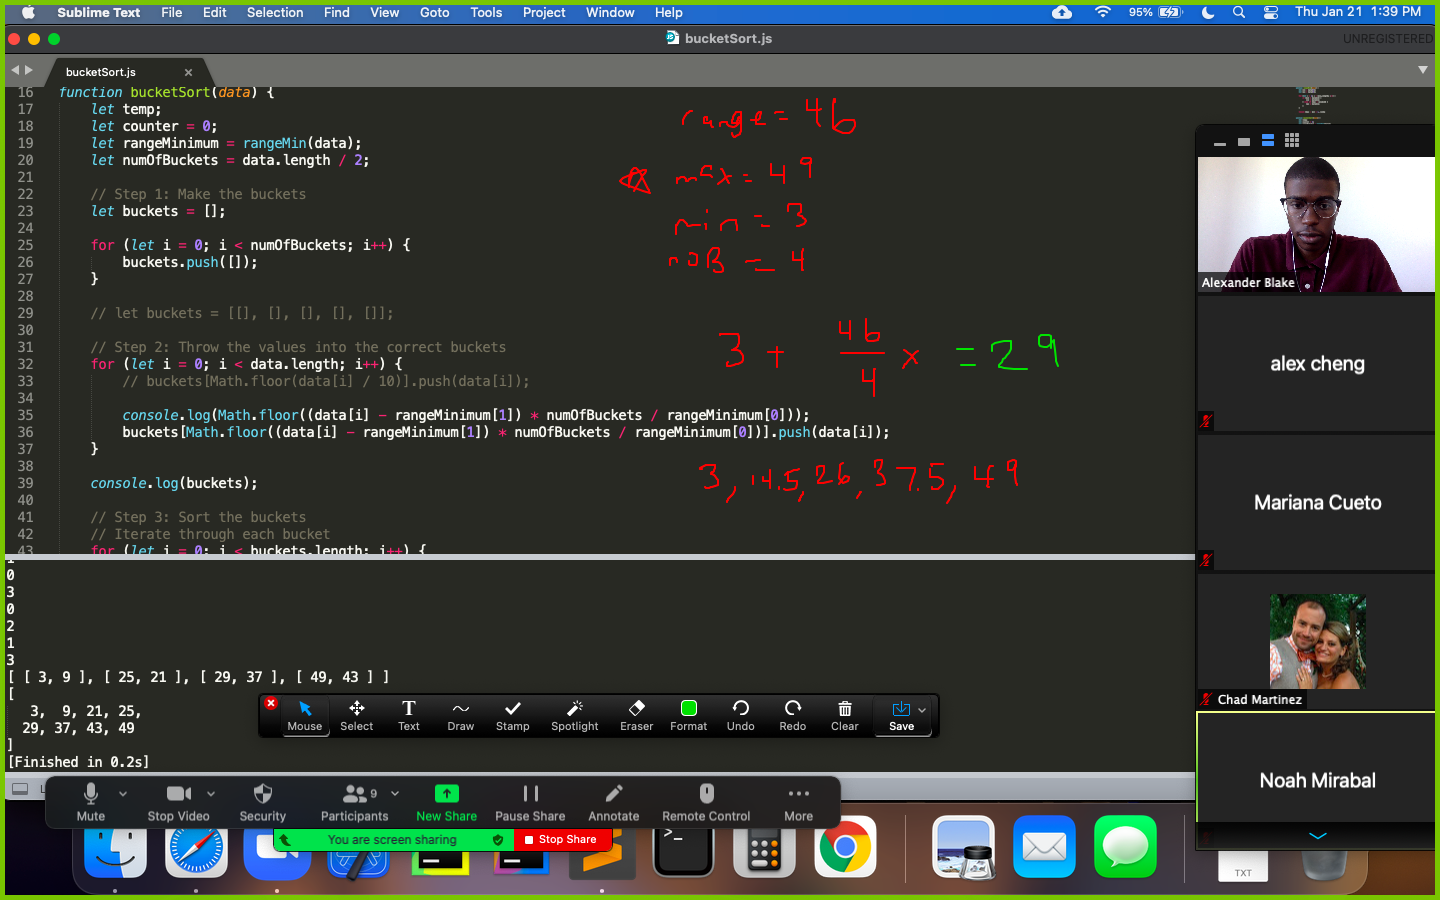 Sublime Text File Edit Selection Find View Goto Tools Project Window Help 95% Thu Jan 21 1:39 PM
bucketSort.js UNREGISTERED
bucketSort.js
16 function bucketSort(data) {
17 let temp;
18 let counter = 0;
19 let rangeMinimum = rangeMin(data);
20 let numOfBuckets = data.length / 2;
21
22 // Step 1: Make the buckets
23 let buckets = [];
24
25 for (let i = 0; i < numOfBuckets; i++) {
26 buckets.push([]);
27 }
28
29 // let buckets = [[], [], [], [], []];
30
31 // Step 2: Throw the values into the correct buckets
32 for (let i = 0; i < data.length; i++) {
33 // buckets[Math.floor(data[i] / 10)].push(data[i]);
34
35 console.log(Math.floor((data[i] - rangeMinimum[1]) * numOfBuckets / rangeMinimum[0]));
36 buckets[Math.floor((data[i] - rangeMinimum[1]) * numOfBuckets / rangeMinimum[0])].push(data[i]);
37 }
38
39 console.log(buckets);
40
41 // Step 3: Sort the buckets
42 // Iterate through each bucket
43 for (let i = 0; i < buckets.length; i++) {
range = 46
max = 49
min = 3
noB = 4
3 + 46/4 x = 29
3, 14.5, 26, 37.5, 49
1
0
3
0
2
1
3
[ [ 3, 9 ], [ 25, 21 ], [ 29, 37 ], [ 49, 43 ] ]
[
3, 9, 21, 25,
29, 37, 43, 49
]
[Finished in 0.2s]
Mouse Select Text Draw Stamp Spotlight Eraser Format Undo Redo Clear Save
Mute Stop Video Security Participants 9 New Share Pause Share Annotate Remote Control More
You are screen sharing Stop Share
Alexander Blake
alex cheng
Mariana Cueto
Chad Martinez
Noah Mirabal
TXT